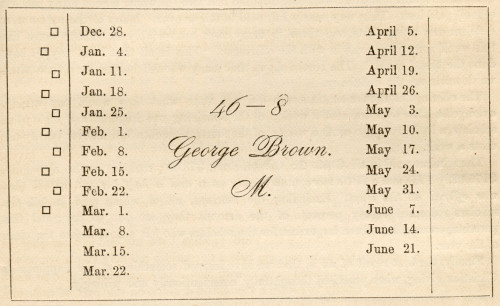 Dec. 28.
Jan. 4.
Jan. 11.
Jan. 18.
Jan. 25.
Feb. 1.
Feb. 8.
Feb. 15.
Feb. 22.
Mar. 1.
Mar. 8.
Mar. 15.
Mar. 22.
46–8
George Brown.
M.
April 5.
April 12.
April 19.
April 26.
May 3.
May 10.
May 17.
May 24.
May 31.
June 7.
June 14.
June 21.